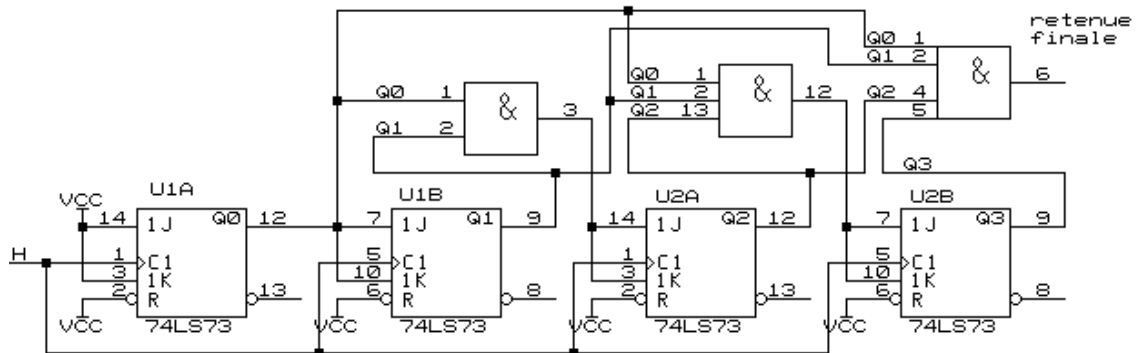 retenue
finale
Q0 1
Q1 2
Q2 4
5
&
6
Q0 1
Q1 2
Q2 13
&
12
Q0 1
Q1 2
&
3
Q3
VCC
U1A
14 1J Q0 12
H
1 C1
3 1K
2 R 13
VCC
74LS73
U1B
7 1J Q1 9
5 C1
10 1K
6 R 8
VCC
74LS73
U2A
14 1J Q2 12
1 C1
3 1K
2 R 13
VCC
74LS73
U2B
7 1J Q3 9
5 C1
10 1K
6 R 8
VCC
74LS73